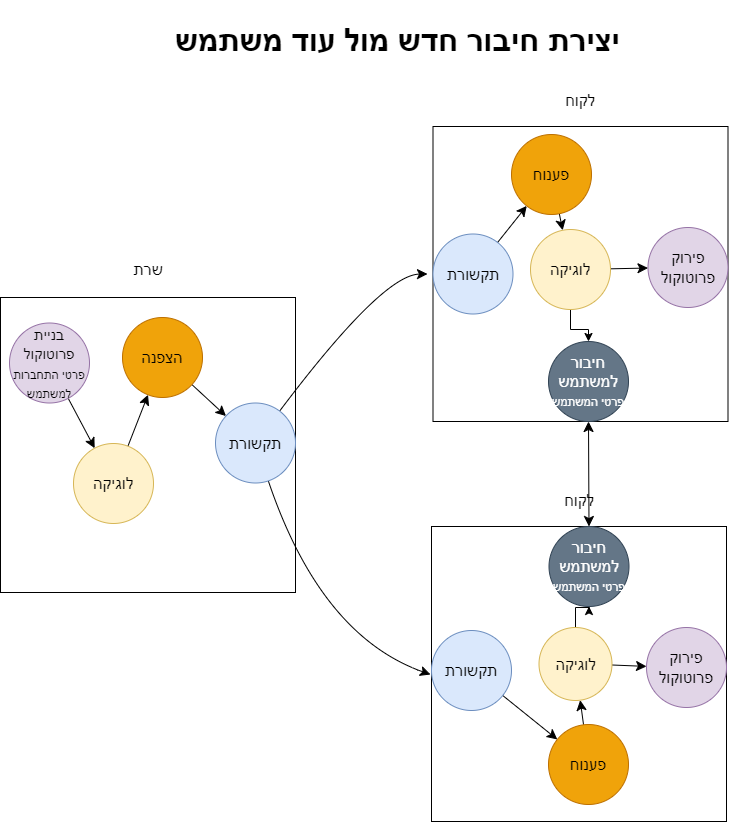 יצירת חיבור חדש מול עוד משתמש
לקוח
פענוח
תקשורת
לוגיקה
פירוק
פרוטוקול
חיבור
למשתמש
פרטי המשתמש
שרת
בניית
פרוטוקול
פרטי התחברות
למשתמש
הצפנה
לוגיקה
תקשורת
לקוח
חיבור
למשתמש
פרטי המשתמש
תקשורת
לוגיקה
פירוק
פרוטוקול
פענוח